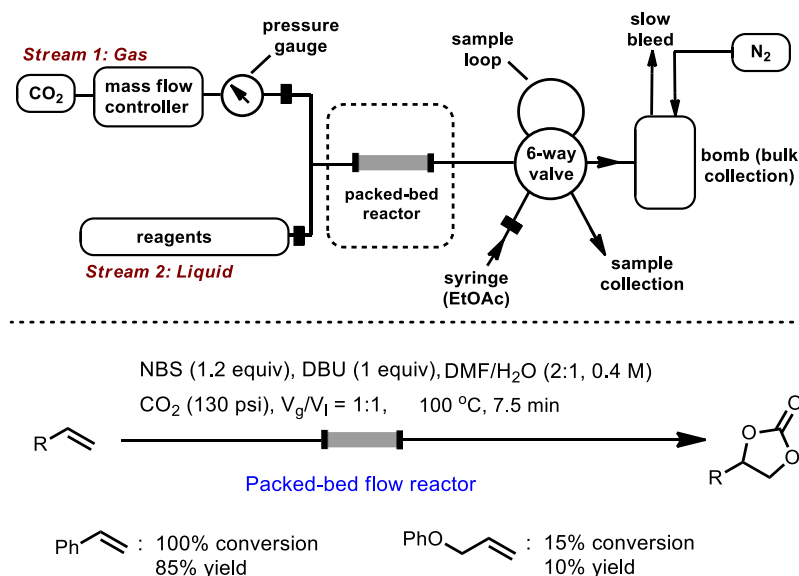 pressure
gauge
Stream 1: Gas
CO2
mass flow
controller
sample
loop
slow
bleed
N2
6-way
valve
bomb (bulk
collection)
packed-bed
reactor
reagents
Stream 2: Liquid
syringe
(EtOAc)
sample
collection
NBS (1.2 equiv), DBU (1 equiv), DMF/H2O (2:1, 0.4 M)
CO2 (130 psi), Vg/Vl = 1:1, 100 oC, 7.5 min
R
O
O
O
R
Packed-bed flow reactor
Ph : 100% conversion
85% yield
PhO : 15% conversion
10% yield